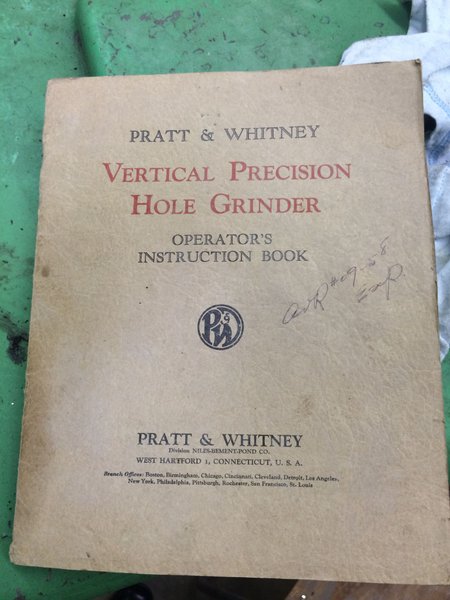 PRATT & WHITNEY
VERTICAL PRECISION
HOLE GRINDER
OPERATOR'S
INSTRUCTION BOOK
P&W
PRATT & WHITNEY
Division NILES-BEMENT-POND CO.
WEST HARTFORD 1, CONNECTICUT, U. S. A.
Branch Offices: Boston, Birmingham, Chicago, Cincinnati, Cleveland, Detroit, Los Angeles,
New York, Philadelphia, Pittsburgh, Rochester, San Francisco, St. Louis